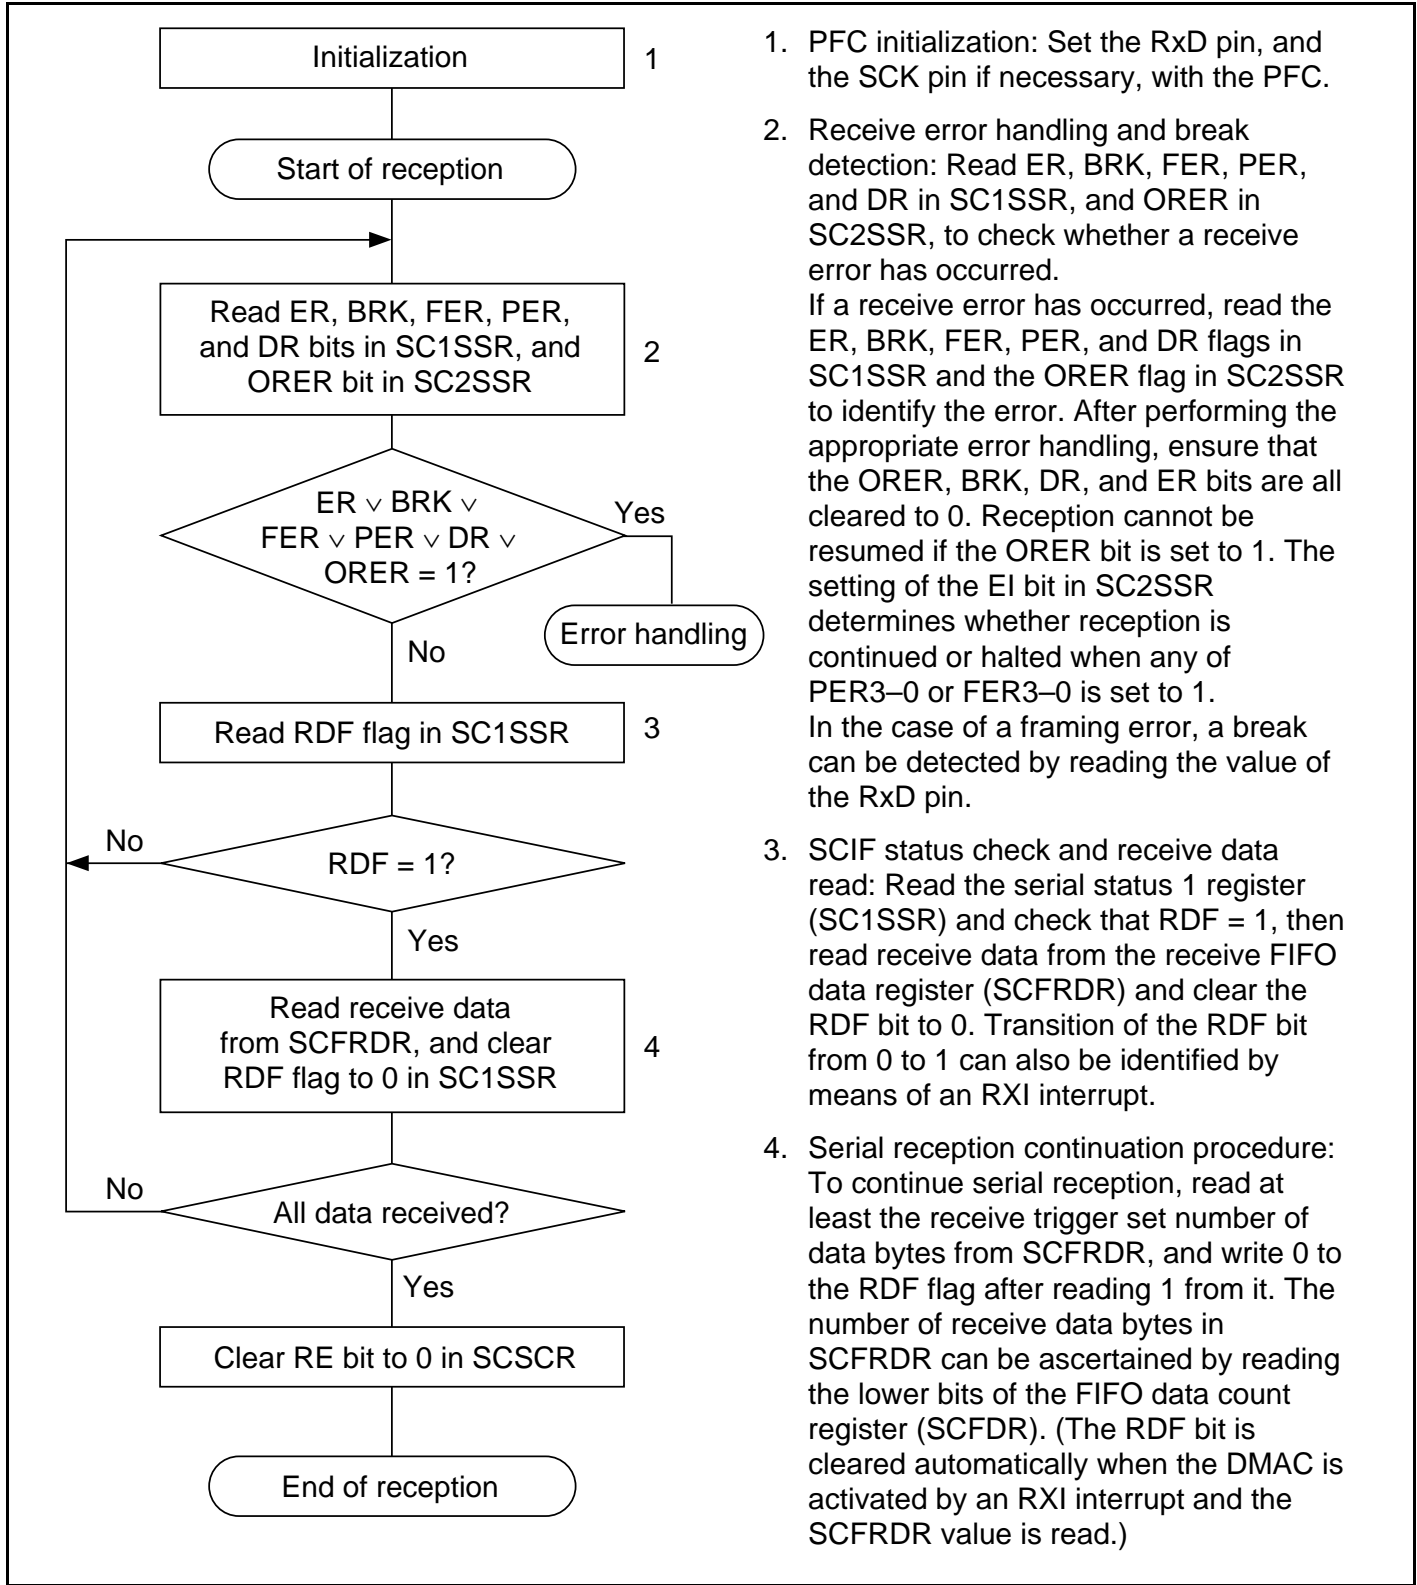 Initialization
1
Start of reception
Read ER, BRK, FER, PER,
and DR bits in SC1SSR, and
ORER bit in SC2SSR
2
ER ∨ BRK ∨
FER ∨ PER ∨ DR ∨
ORER = 1?
Yes
Error handling
No
Read RDF flag in SC1SSR
3
No
RDF = 1?
Yes
Read receive data
from SCFRDR, and clear
RDF flag to 0 in SC1SSR
4
No
All data received?
Yes
Clear RE bit to 0 in SCSCR
End of reception
1. PFC initialization: Set the RxD pin, and
the SCK pin if necessary, with the PFC.
2. Receive error handling and break
detection: Read ER, BRK, FER, PER,
and DR in SC1SSR, and ORER in
SC2SSR, to check whether a receive
error has occurred.
If a receive error has occurred, read the
ER, BRK, FER, PER, and DR flags in
SC1SSR and the ORER flag in SC2SSR
to identify the error. After performing the
appropriate error handling, ensure that
the ORER, BRK, DR, and ER bits are all
cleared to 0. Reception cannot be
resumed if the ORER bit is set to 1. The
setting of the EI bit in SC2SSR
determines whether reception is
continued or halted when any of
PER3–0 or FER3–0 is set to 1.
In the case of a framing error, a break
can be detected by reading the value of
the RxD pin.
3. SCIF status check and receive data
read: Read the serial status 1 register
(SC1SSR) and check that RDF = 1, then
read receive data from the receive FIFO
data register (SCFRDR) and clear the
RDF bit to 0. Transition of the RDF bit
from 0 to 1 can also be identified by
means of an RXI interrupt.
4. Serial reception continuation procedure:
To continue serial reception, read at
least the receive trigger set number of
data bytes from SCFRDR, and write 0 to
the RDF flag after reading 1 from it. The
number of receive data bytes in
SCFRDR can be ascertained by reading
the lower bits of the FIFO data count
register (SCFDR). (The RDF bit is
cleared automatically when the DMAC is
activated by an RXI interrupt and the
SCFRDR value is read.)